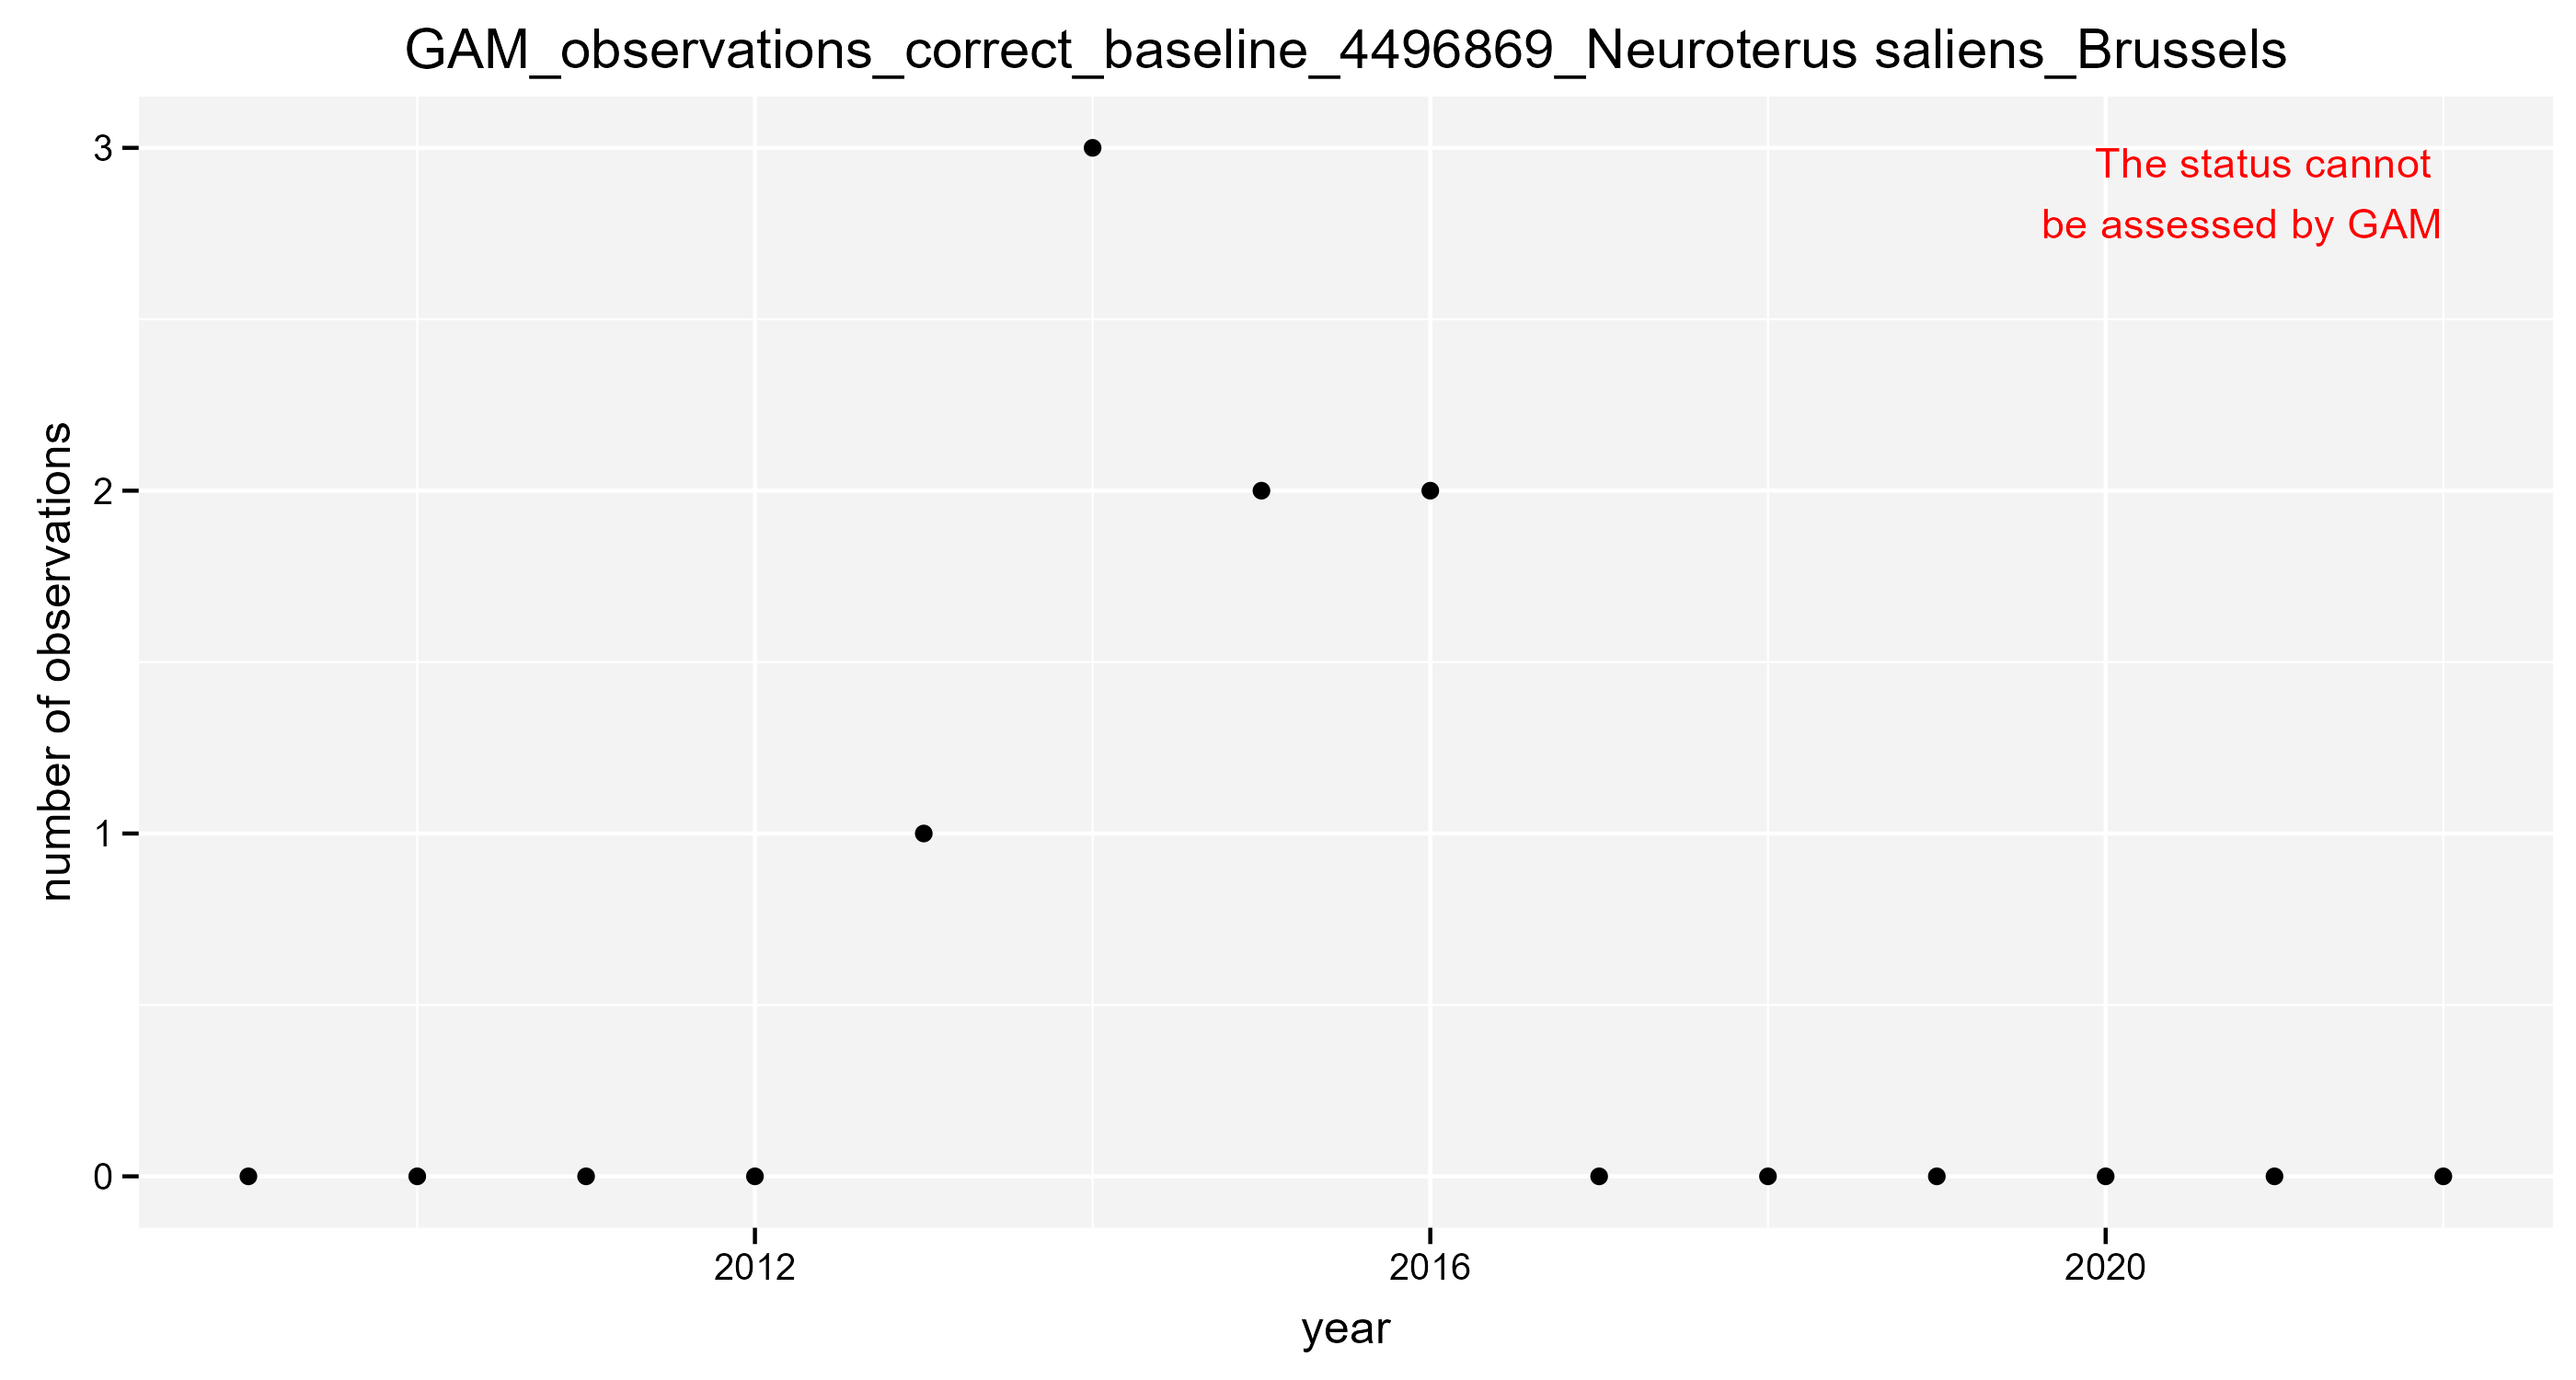 GAM_observations_correct_baseline_4496869_Neuroterus saliens_Brussels
The status cannot
be assessed by GAM
number of observations
3
2
1
0
2012
2016
2020
year